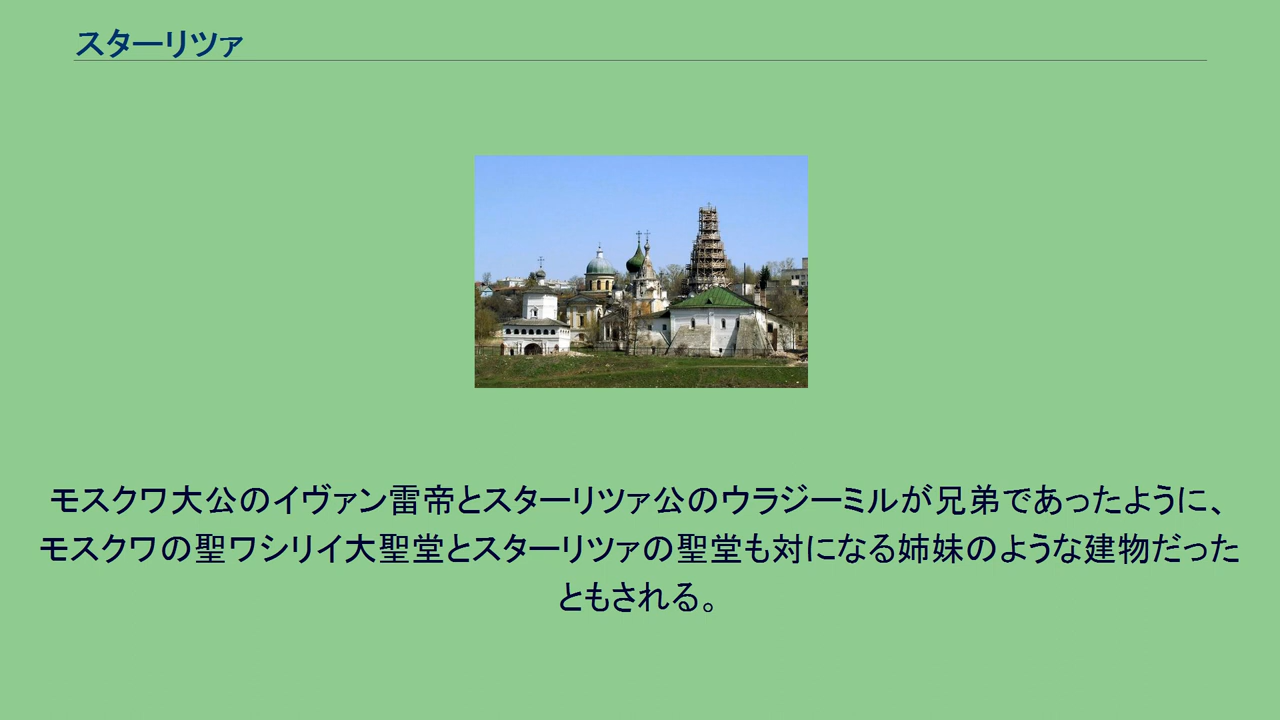 スターリツァ
モスクワ大公のイヴァン雷帝とスターリツァ公のウラジーミルが兄弟であったように、
モスクワの聖ワシリイ大聖堂とスターリツァの聖堂も対になる姉妹のような建物だった
ともされる。